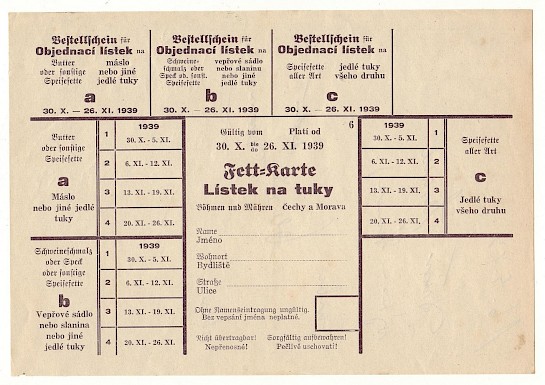 Bestellschein für
Objednací lístek na
Butter
oder sonstige
Speisefette
máslo
nebo jiné
jedlé tuky
a
30. X. — 26. XI. 1939
Bestellschein für
Objednací lístek na
Schweine-
schmalz oder
Speck od. sonst.
Speisefette
vepřové sádlo
nebo slanina
nebo jiné
jedlé tuky
b
30. X. — 26. XI. 1939
Bestellschein für
Objednací lístek na
Speisefette
aller Art
jedlé tuky
všeho druhu
c
30. X. — 26. XI. 1939
Butter
oder sonstige
Speisefette
a
Máslo
nebo jiné jedlé
tuky
1939
1 30. X. - 5. XI.
2 6. XI. - 12. XI.
3 13. XI. - 19. XI.
4 20. XI. - 26. XI.
Schweineschmalz
oder Speck
oder sonstige
Speisefette
b
Vepřové sádlo
nebo slanina
nebo jiné
jedlé tuky
1939
1 30. X. - 5. XI.
2 6. XI. - 12. XI.
3 13. XI. - 19. XI.
4 20. XI. - 26. XI.
6
Gültig vom Platí od
30. X. bis do 26. XI. 1939
Fett-Karte
Lístek na tuky
Böhmen und Mähren Čechy a Morava
Name
Jméno
Wohnort
Bydliště
Straße
Ulice
Ohne Namenseintragung ungültig.
Bez vepsání jména neplatné.
Nicht übertragbar! Sorgfältig aufbewahren!
Nepřenosné! Pečlivě uschovati!
1939
30. X. - 5. XI. 1
6. XI. - 12. XI. 2
13. XI. - 19. XI. 3
20. XI. - 26. XI. 4
Speisefette
aller Art
c
Jedlé tuky
všeho druhu